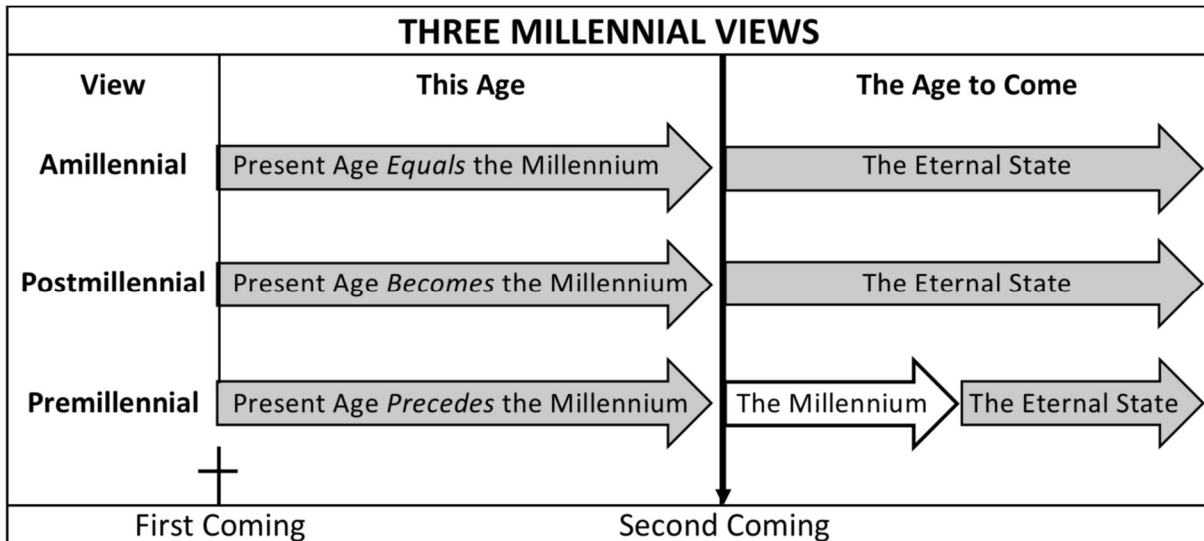 THREE MILLENNIAL VIEWS
View This Age The Age to Come
Amillennial Present Age Equals the Millennium The Eternal State
Postmillennial Present Age Becomes the Millennium The Eternal State
Premillennial Present Age Precedes the Millennium The Millennium The Eternal State
First Coming Second Coming